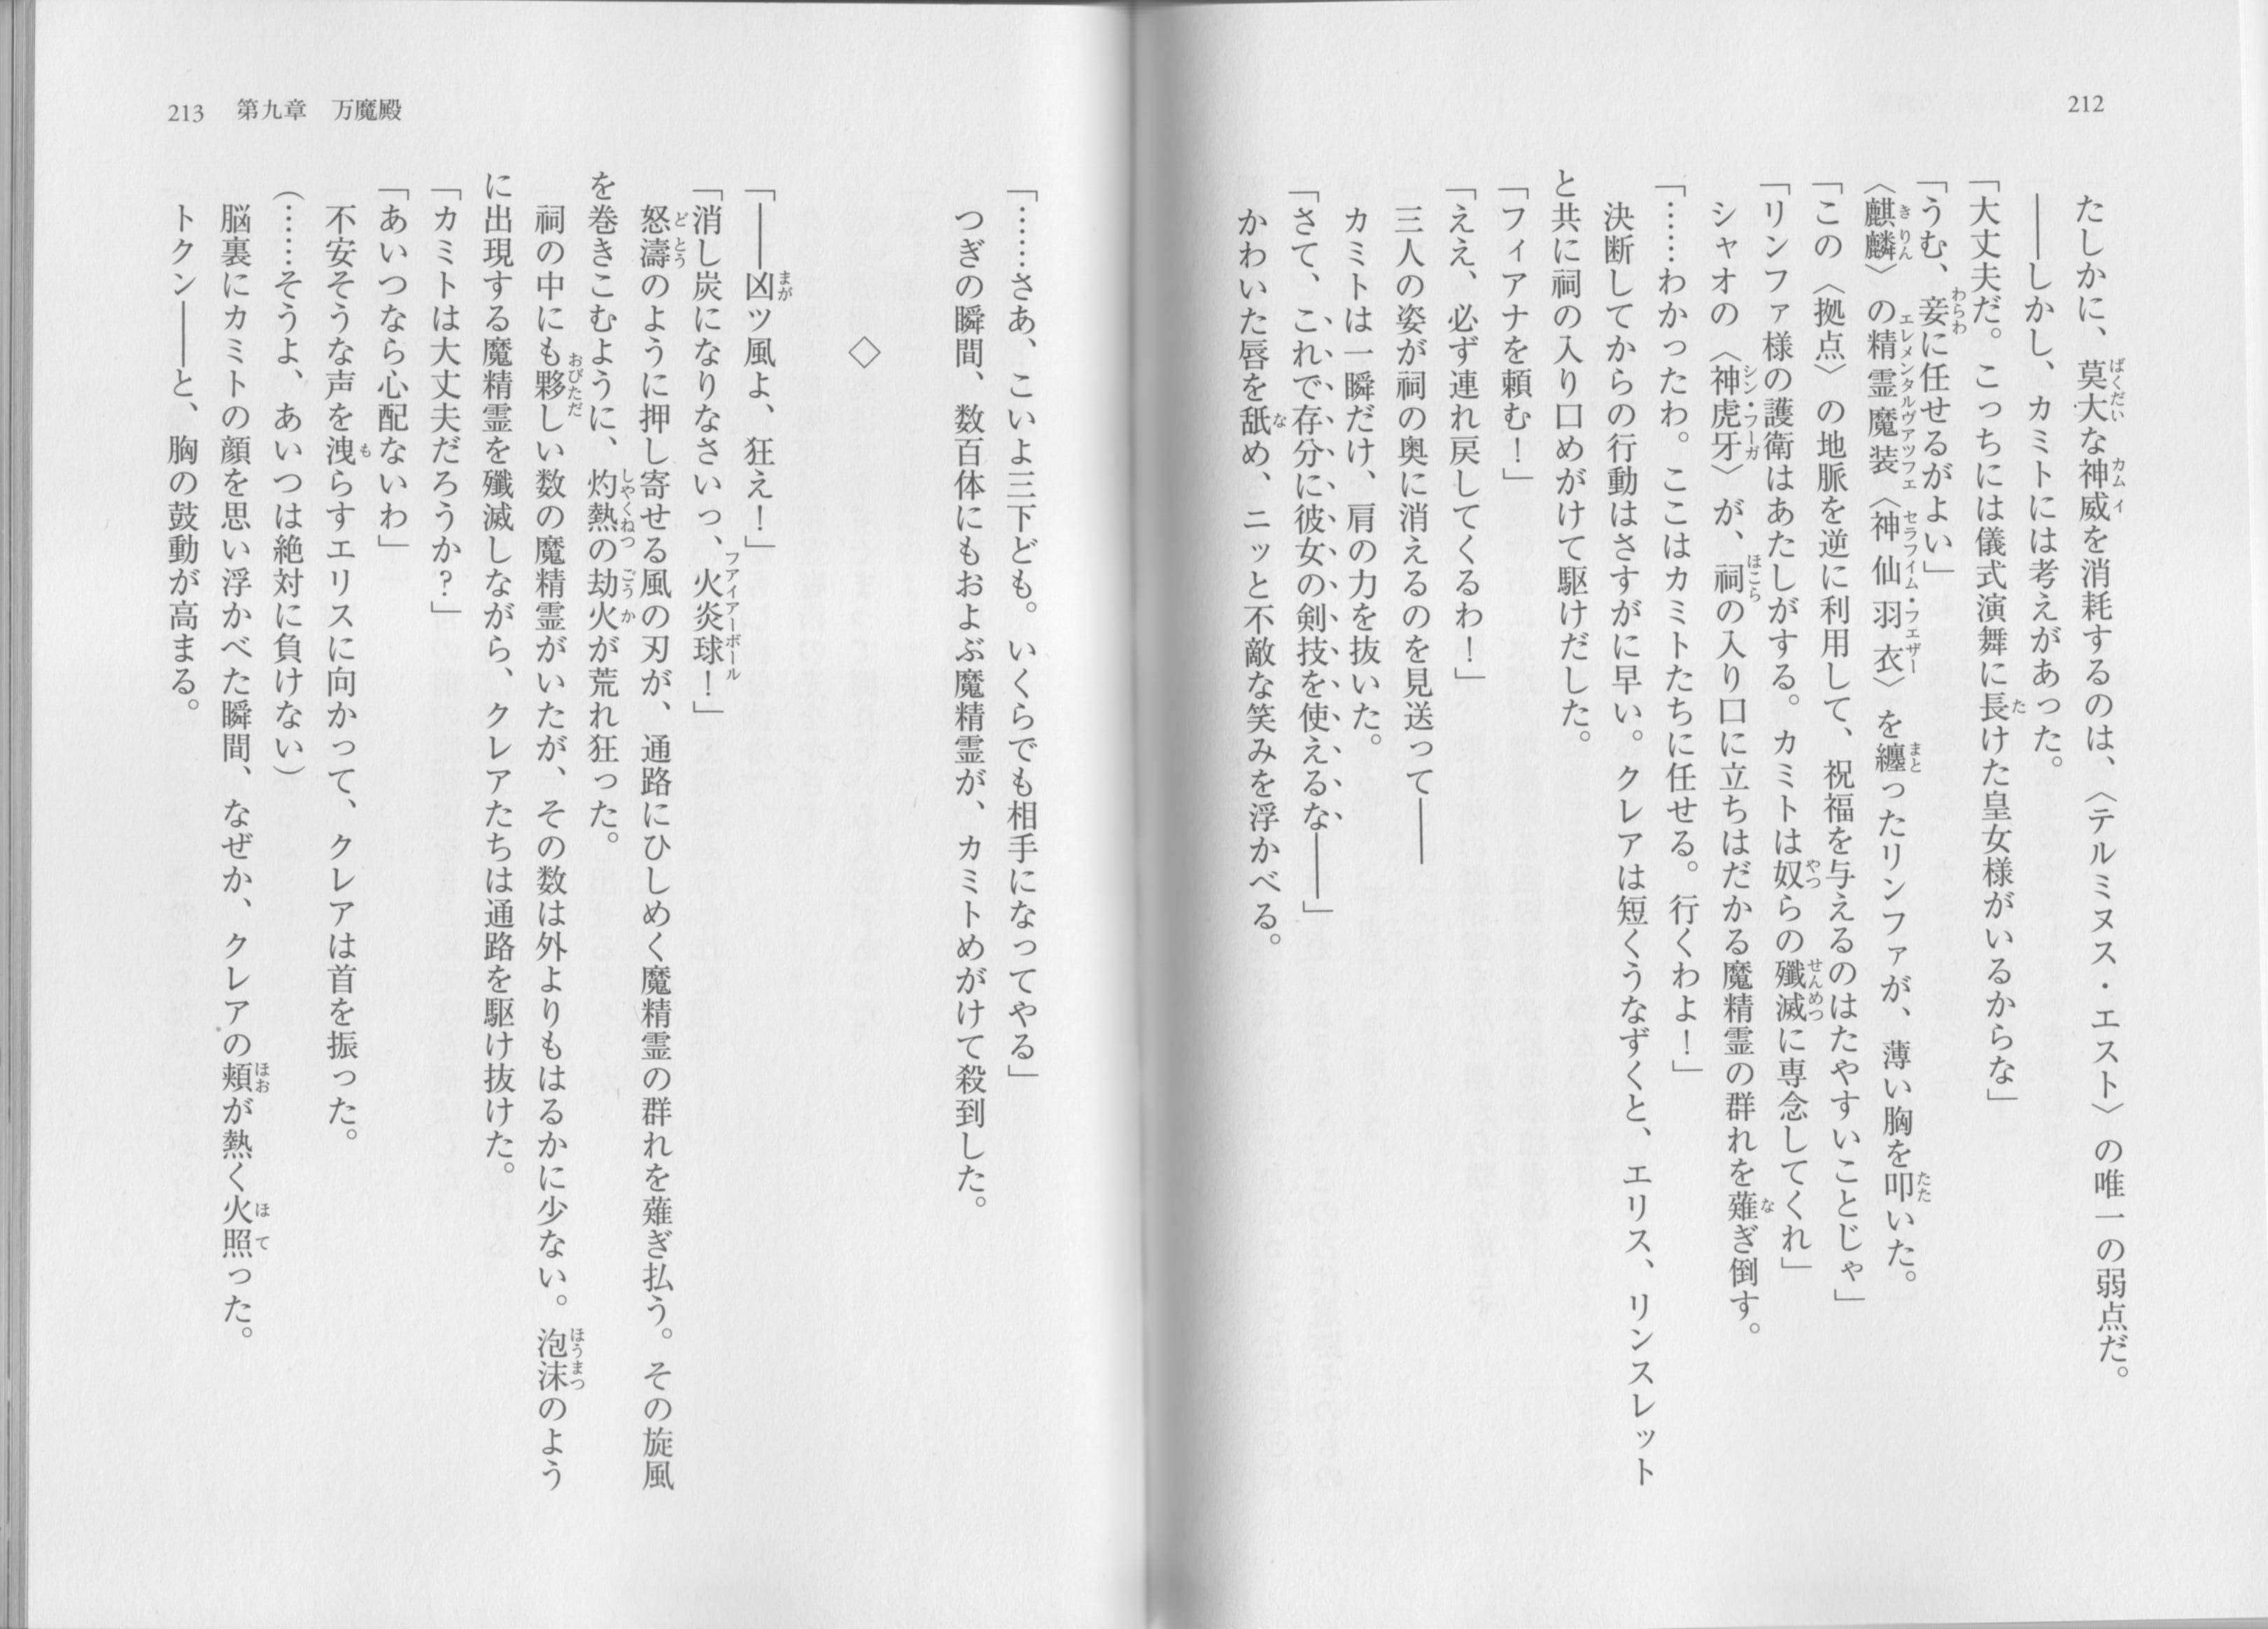 212
たしかに、莫大な神威を消耗するのは、〈テルミヌス・エスト〉の唯一の弱点だ。
――しかし、カミトには考えがあった。
「大丈夫だ。こっちには儀式演舞に長けた皇女様がいるからな」
「うむ、妾に任せるがよい」
〈麒麟〉の精霊魔装〈神仙羽衣〉を纏ったリンファが、薄い胸を叩いた。
「この〈拠点〉の地脈を逆に利用して、祝福を与えるのはたやすいことじゃ」
「リンファ様の護衛はあたしがする。カミトは奴らの殲滅に専念してくれ」
シャオの〈神虎牙〉が、祠の入り口に立ちはだかる魔精霊の群れを薙ぎ倒す。
「……わかったわ。ここはカミトたちに任せる。行くわよ！」
決断してからの行動はさすがに早い。クレアは短くうなずくと、エリス、リンスレット
と共に祠の入り口めがけて駆けだした。
「フィアナを頼む！」
「ええ、必ず連れ戻してくるわ！」
三人の姿が祠の奥に消えるのを見送って――
カミトは一瞬だけ、肩の力を抜いた。
「さて、これで存分に彼女の剣技を使えるな――」
かわいた唇を舐め、ニッと不敵な笑みを浮かべる。
213 第九章 万魔殿
「……さあ、こいよ三下ども。いくらでも相手になってやる」
つぎの瞬間、数百体にもおよぶ魔精霊が、カミトめがけて殺到した。
◇
「――凶ツ風よ、狂え！」
「消し炭になりなさいっ、火炎球！」
怒濤のように押し寄せる風の刃が、通路にひしめく魔精霊の群れを薙ぎ払う。その旋風
を巻きこむように、灼熱の劫火が荒れ狂った。
祠の中にも夥しい数の魔精霊がいたが、その数は外よりもはるかに少ない。泡沫のよう
に出現する魔精霊を殲滅しながら、クレアたちは通路を駆け抜けた。
「カミトは大丈夫だろうか？」
「あいつなら心配ないわ」
不安そうな声を洩らすエリスに向かって、クレアは首を振った。
（……そうよ、あいつは絶対に負けない）
脳裏にカミトの顔を思い浮かべた瞬間、なぜか、クレアの頬が熱く火照った。
トクン――と、胸の鼓動が高まる。